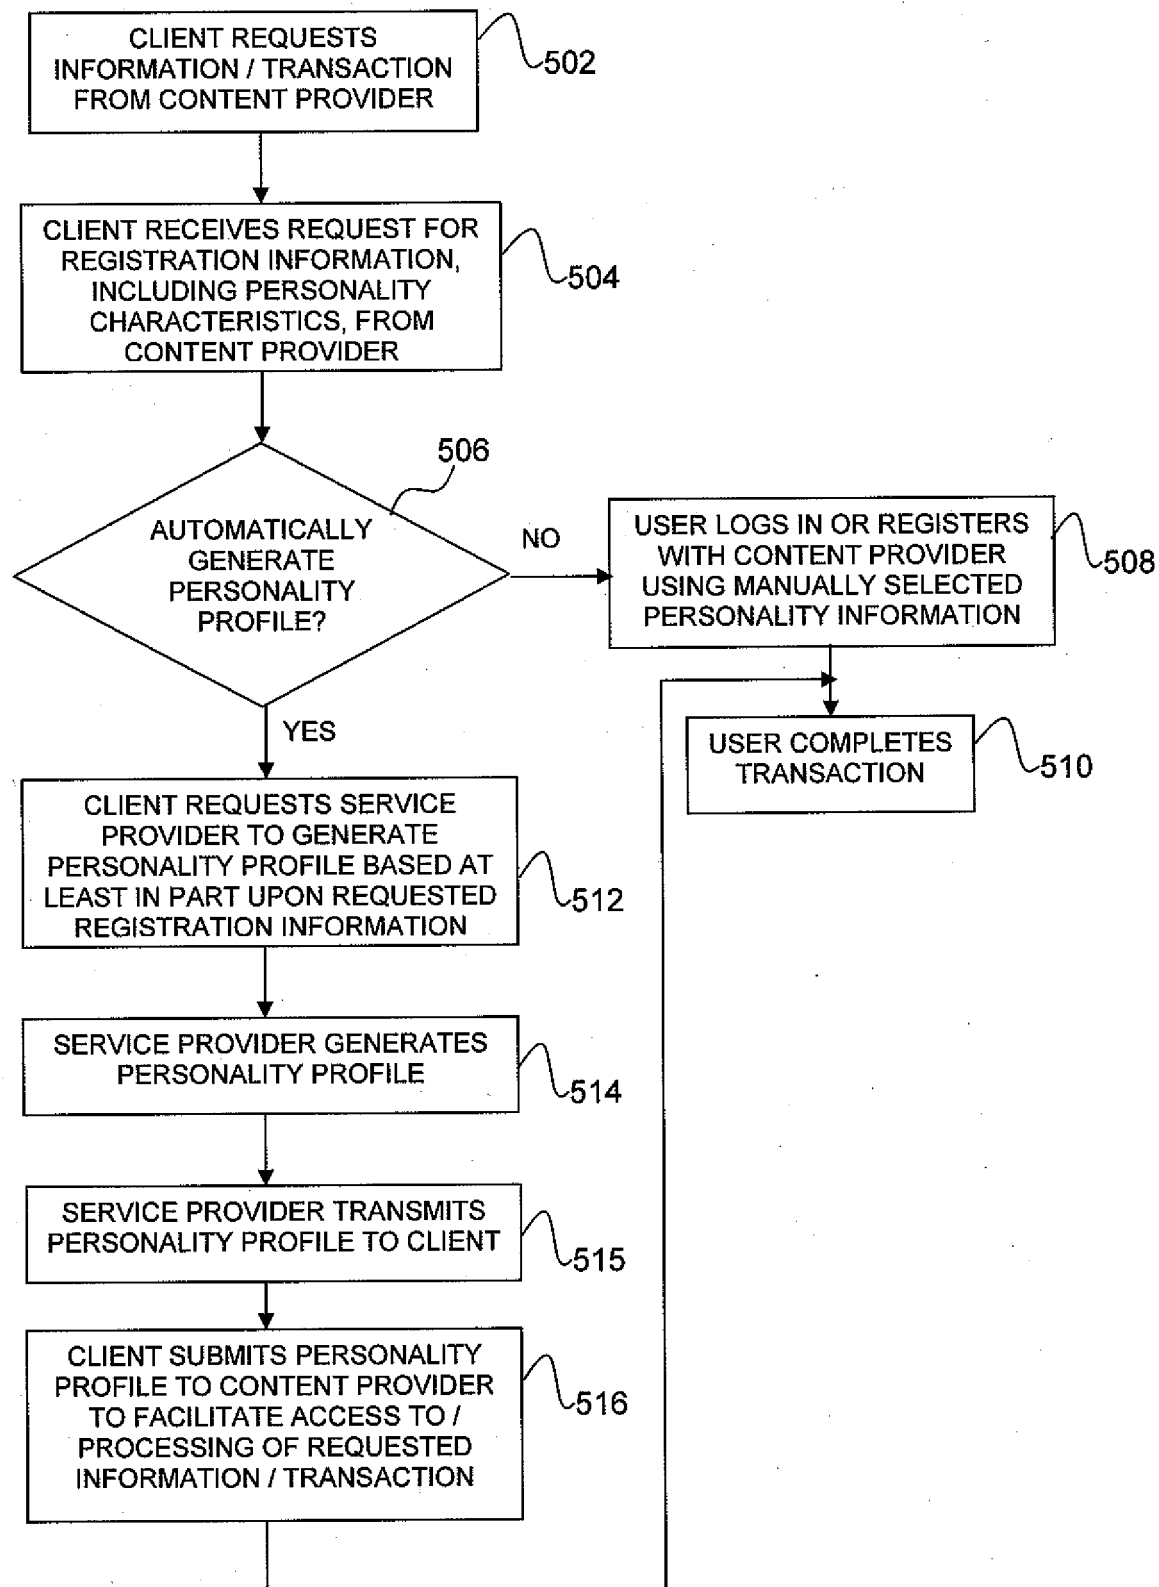 CLIENT REQUESTS
INFORMATION / TRANSACTION
FROM CONTENT PROVIDER
502
CLIENT RECEIVES REQUEST FOR
REGISTRATION INFORMATION,
INCLUDING PERSONALITY
CHARACTERISTICS, FROM
CONTENT PROVIDER
504
506
AUTOMATICALLY
GENERATE
PERSONALITY
PROFILE?
NO
USER LOGS IN OR REGISTERS
WITH CONTENT PROVIDER
USING MANUALLY SELECTED
PERSONALITY INFORMATION
508
YES
USER COMPLETES
TRANSACTION
510
CLIENT REQUESTS SERVICE
PROVIDER TO GENERATE
PERSONALITY PROFILE BASED AT
LEAST IN PART UPON REQUESTED
REGISTRATION INFORMATION
512
SERVICE PROVIDER GENERATES
PERSONALITY PROFILE
514
SERVICE PROVIDER TRANSMITS
PERSONALITY PROFILE TO CLIENT
515
CLIENT SUBMITS PERSONALITY
PROFILE TO CONTENT PROVIDER
TO FACILITATE ACCESS TO /
PROCESSING OF REQUESTED
INFORMATION / TRANSACTION
516